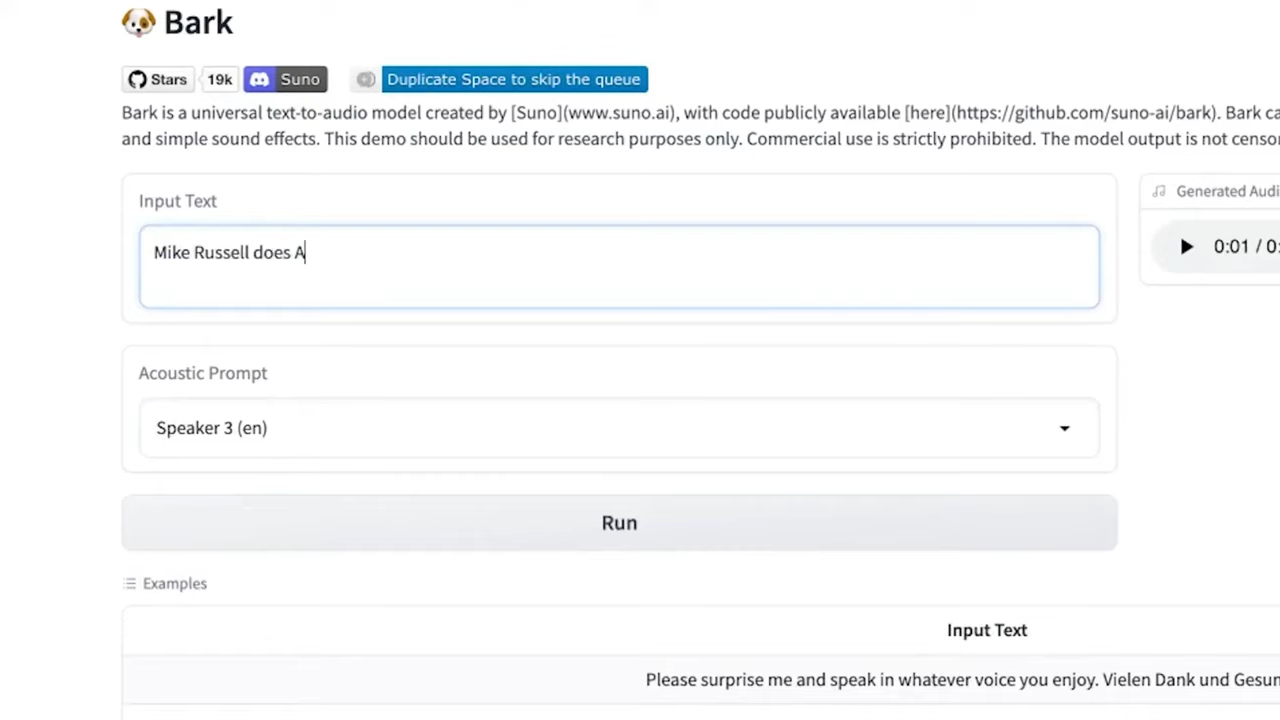 Bark
Stars 19k Suno Duplicate Space to skip the queue
Bark is a universal text-to-audio model created by [Suno](www.suno.ai), with code publicly available [here](https://github.com/suno-ai/bark). Bark ca
and simple sound effects. This demo should be used for research purposes only. Commercial use is strictly prohibited. The model output is not censo
Input Text
Generated Audi
Mike Russell does A
0:01 / 0:
Acoustic Prompt
Speaker 3 (en)
Run
Examples
Input Text
Please surprise me and speak in whatever voice you enjoy. Vielen Dank und Gesun